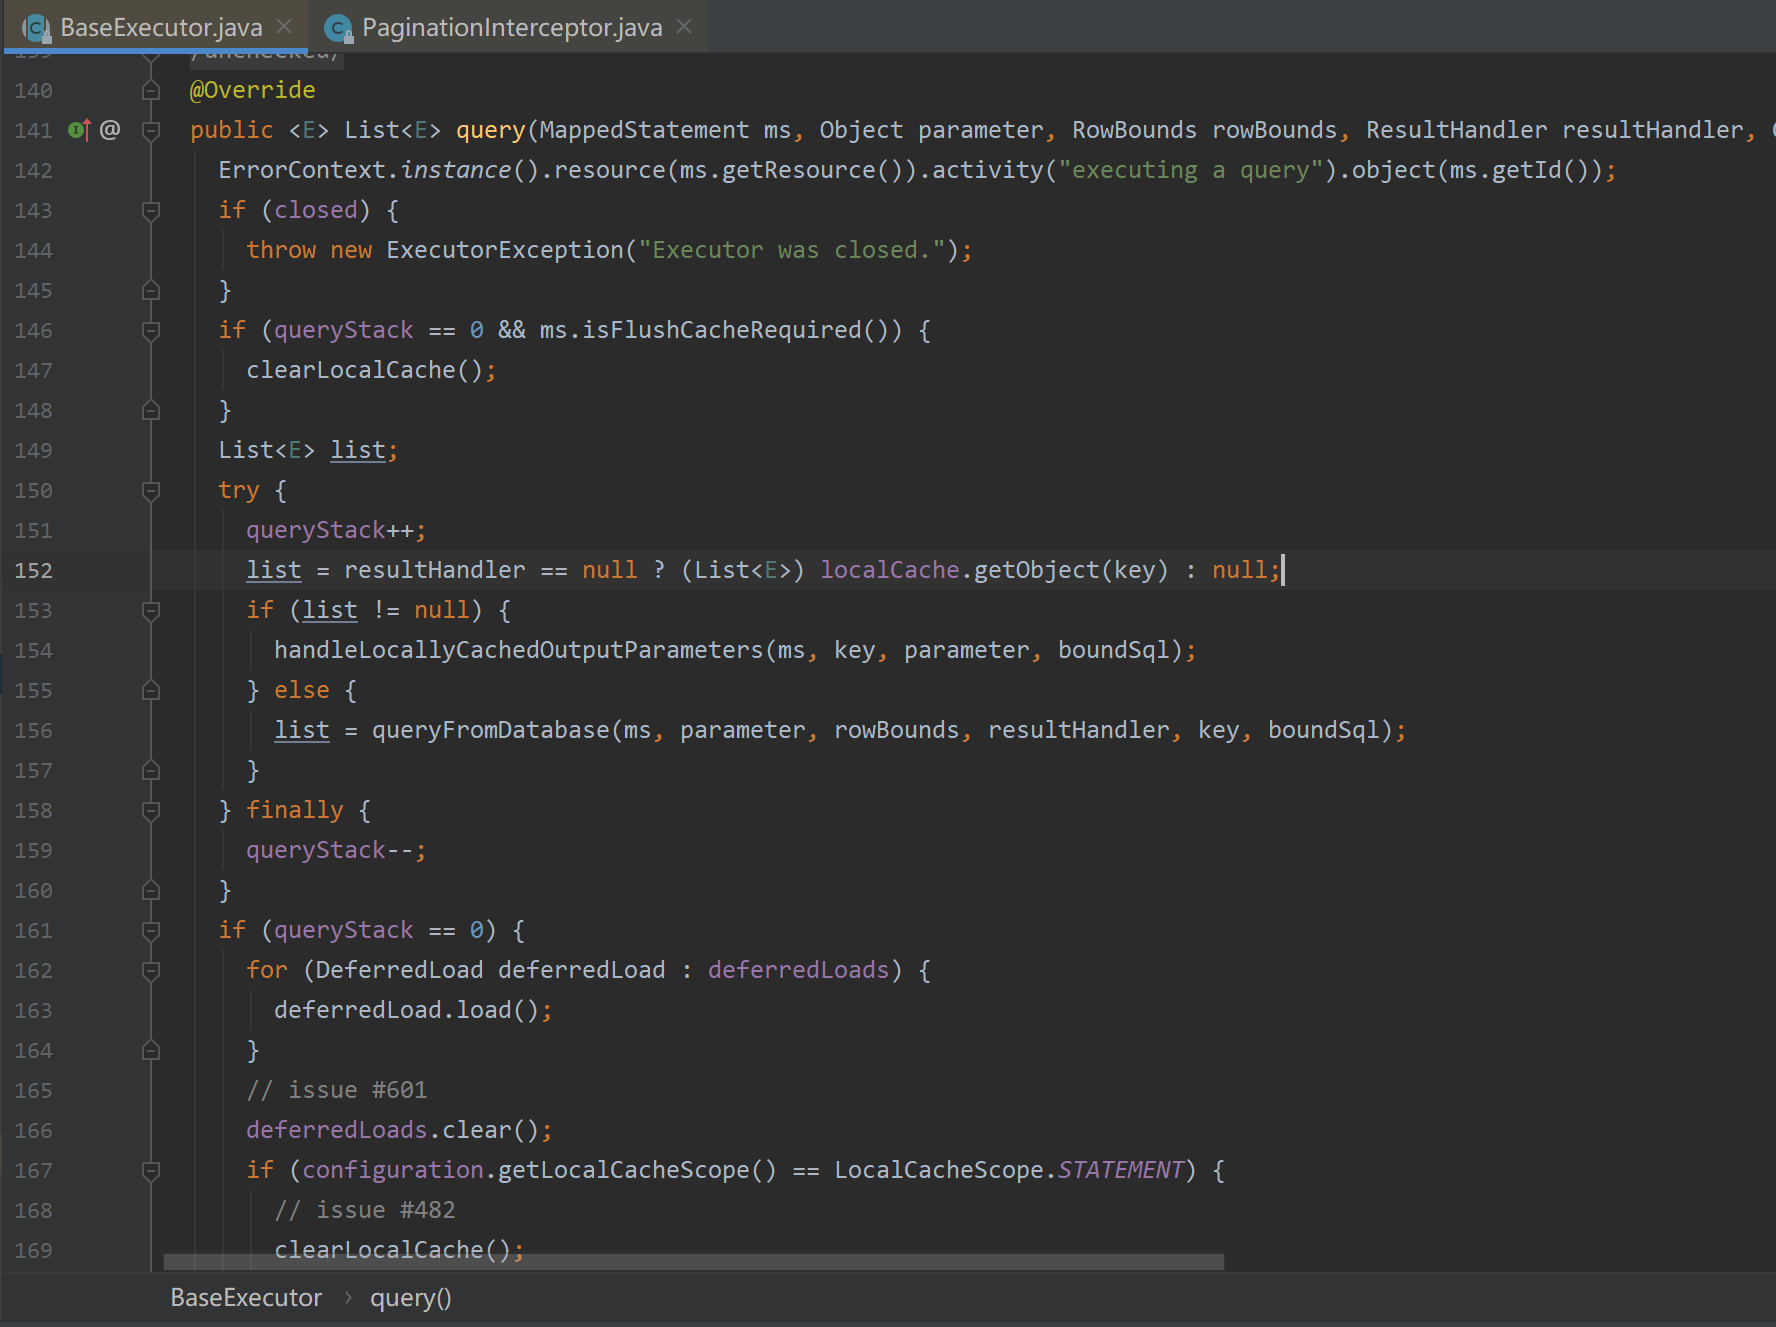 BaseExecutor.java
PaginationInterceptor.java
139 /unchecked/
140 @Override
141 @ public <E> List<E> query(MappedStatement ms, Object parameter, RowBounds rowBounds, ResultHandler resultHandler,
142 ErrorContext.instance().resource(ms.getResource()).activity("executing a query").object(ms.getId());
143 if (closed) {
144 throw new ExecutorException("Executor was closed.");
145 }
146 if (queryStack == 0 && ms.isFlushCacheRequired()) {
147 clearLocalCache();
148 }
149 List<E> list;
150 try {
151 queryStack++;
152 list = resultHandler == null ? (List<E>) localCache.getObject(key) : null;
153 if (list != null) {
154 handleLocallyCachedOutputParameters(ms, key, parameter, boundSql);
155 } else {
156 list = queryFromDatabase(ms, parameter, rowBounds, resultHandler, key, boundSql);
157 }
158 } finally {
159 queryStack--;
160 }
161 if (queryStack == 0) {
162 for (DeferredLoad deferredLoad : deferredLoads) {
163 deferredLoad.load();
164 }
165 // issue #601
166 deferredLoads.clear();
167 if (configuration.getLocalCacheScope() == LocalCacheScope.STATEMENT) {
168 // issue #482
169 clearLocalCache();
BaseExecutor › query()